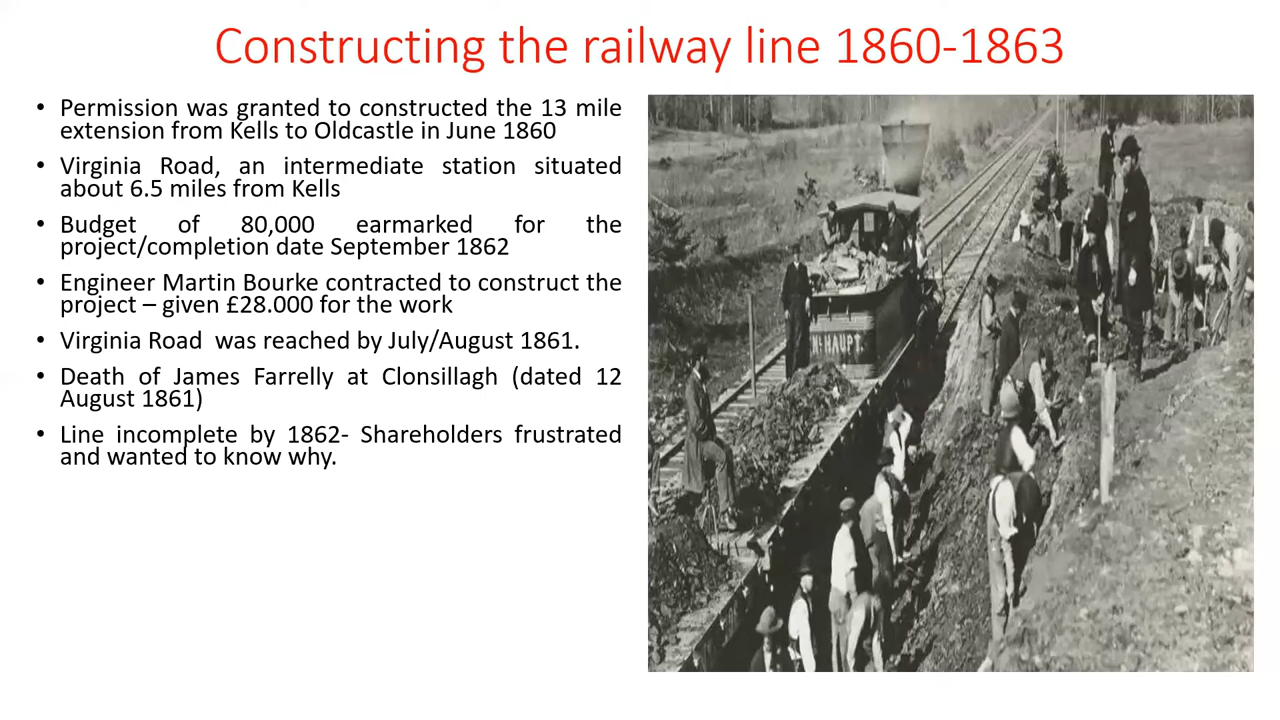 Constructing the railway line 1860-1863
• Permission was granted to constructed the 13 mile
extension from Kells to Oldcastle in June 1860
• Virginia Road, an intermediate station situated
about 6.5 miles from Kells
• Budget of 80,000 earmarked for the
project/completion date September 1862
• Engineer Martin Bourke contracted to construct the
project – given £28.000 for the work
• Virginia Road was reached by July/August 1861.
• Death of James Farrelly at Clonsillagh (dated 12
August 1861)
• Line incomplete by 1862- Shareholders frustrated
and wanted to know why.
HAUPT.